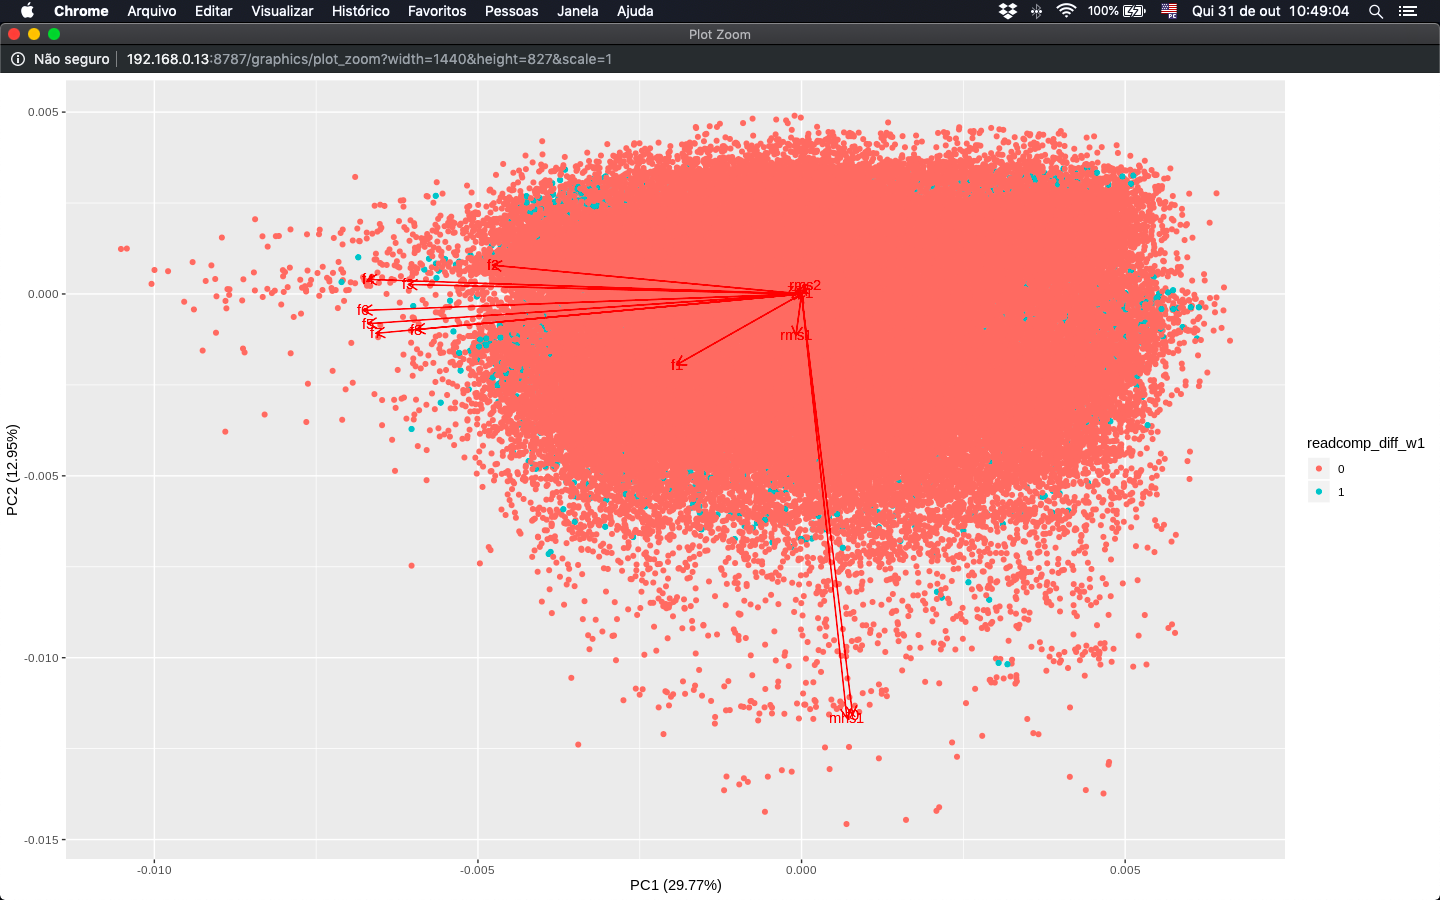 Chrome Arquivo Editar Visualizar Histórico Favoritos Pessoas Janela Ajuda 100% Qui 31 de out 10:49:04
Plot Zoom
Não seguro 192.168.0.13:8787/graphics/plot_zoom?width=1440&height=827&scale=1
0.005
f2
f3
rms2
0.000
rms1
f1
-0.005
-0.010
-0.015
PC2 (12.95%)
-0.010 -0.005 0.000 0.005
PC1 (29.77%)
readcomp_diff_w1
0
1